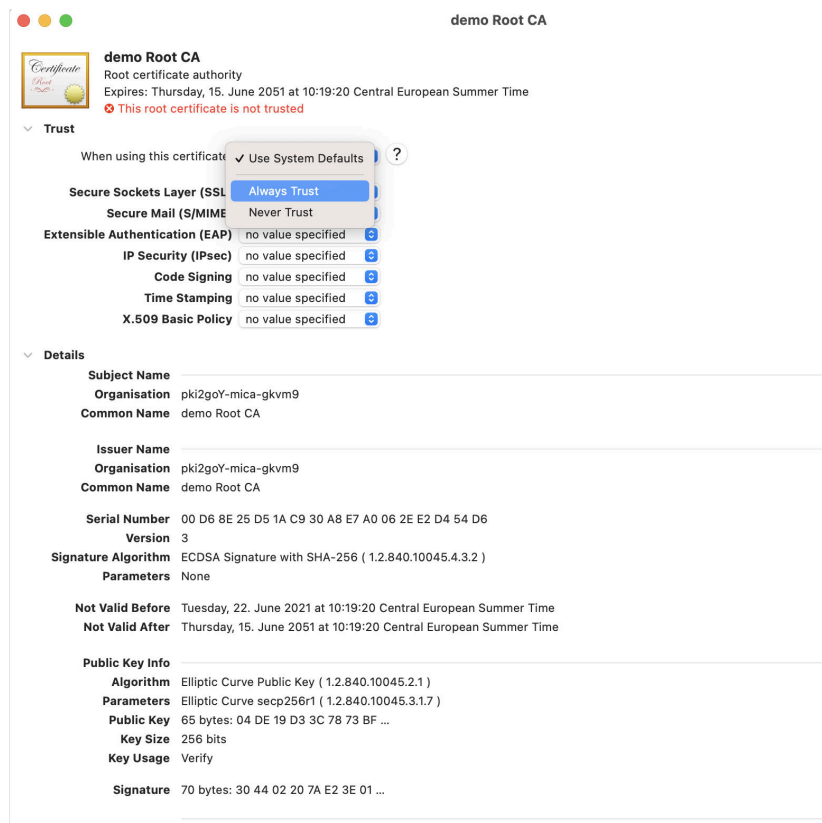 demo Root CA
Certificate
Root
demo Root CA
Root certificate authority
Expires: Thursday, 15. June 2051 at 10:19:20 Central European Summer Time
This root certificate is not trusted
Trust
When using this certificate ✓ Use System Defaults ?
Secure Sockets Layer (SSL Always Trust
Secure Mail (S/MIME Never Trust
Extensible Authentication (EAP) no value specified
IP Security (IPsec) no value specified
Code Signing no value specified
Time Stamping no value specified
X.509 Basic Policy no value specified
Details
Subject Name
Organisation pki2goY-mica-gkvm9
Common Name demo Root CA
Issuer Name
Organisation pki2goY-mica-gkvm9
Common Name demo Root CA
Serial Number 00 D6 8E 25 D5 1A C9 30 A8 E7 A0 06 2E E2 D4 54 D6
Version 3
Signature Algorithm ECDSA Signature with SHA-256 ( 1.2.840.10045.4.3.2 )
Parameters None
Not Valid Before Tuesday, 22. June 2021 at 10:19:20 Central European Summer Time
Not Valid After Thursday, 15. June 2051 at 10:19:20 Central European Summer Time
Public Key Info
Algorithm Elliptic Curve Public Key ( 1.2.840.10045.2.1 )
Parameters Elliptic Curve secp256r1 ( 1.2.840.10045.3.1.7 )
Public Key 65 bytes: 04 DE 19 D3 3C 78 73 BF ...
Key Size 256 bits
Key Usage Verify
Signature 70 bytes: 30 44 02 20 7A E2 3E 01 ...